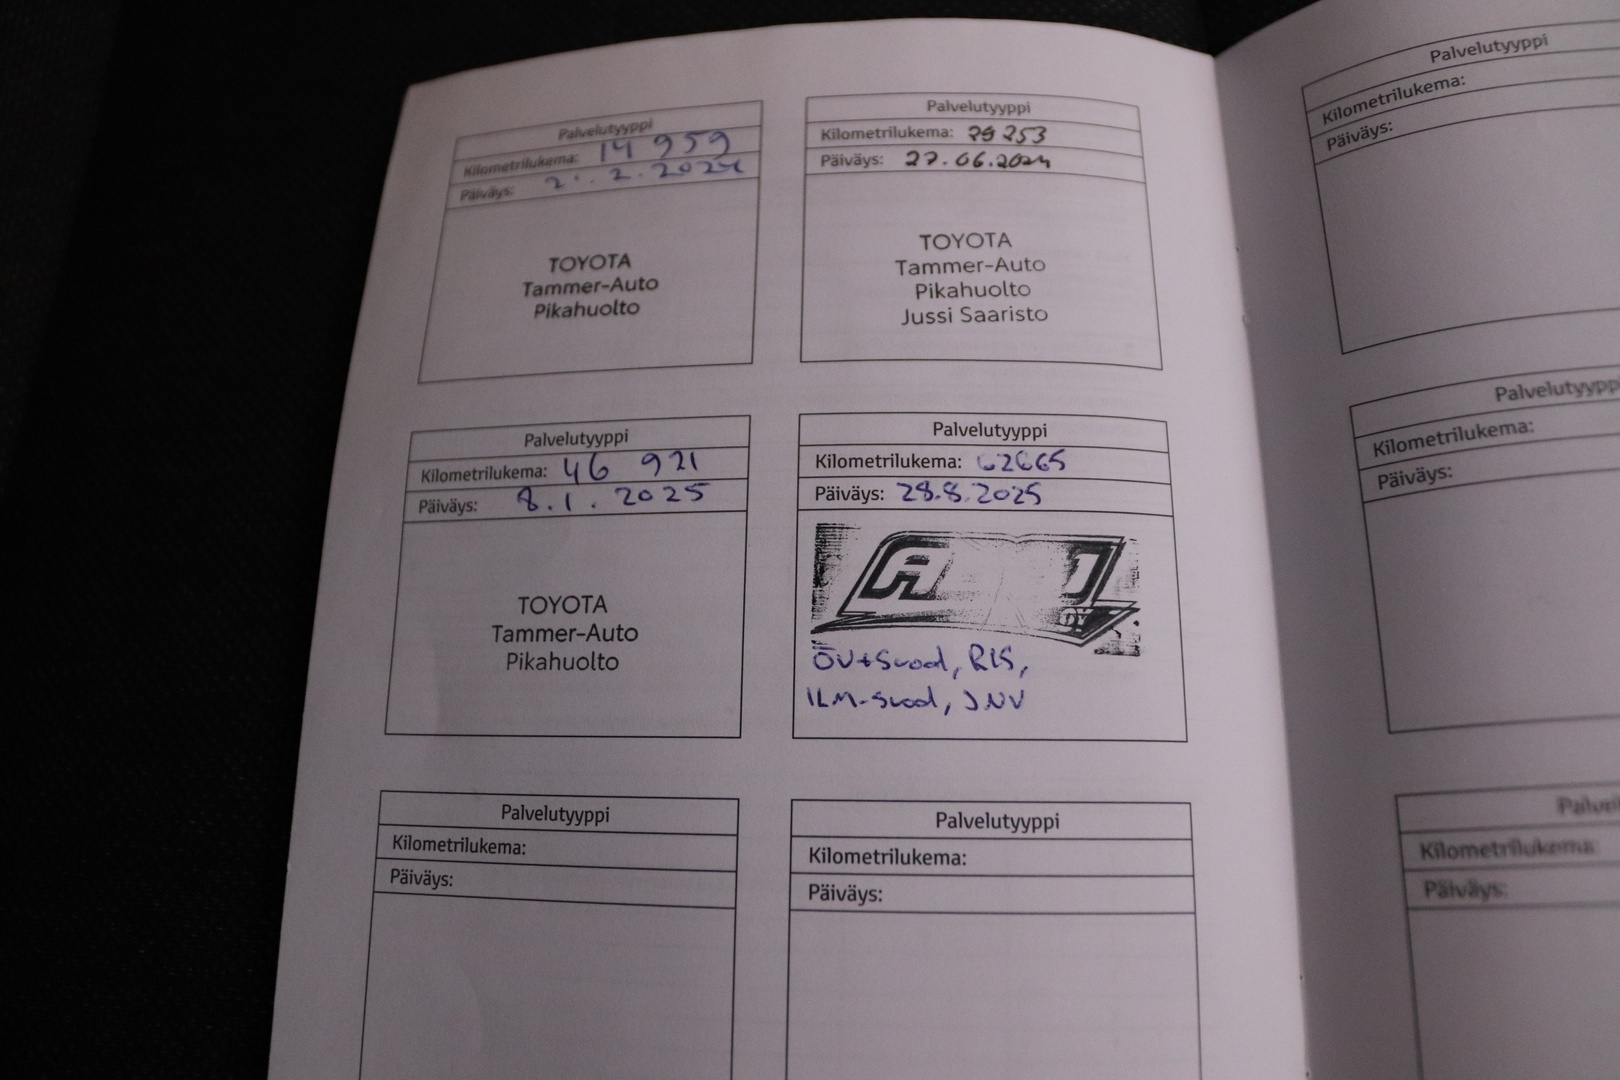 Palvelutyyppi
Kilometrilukema: 14 959
Päiväys: 2.2.2024
TOYOTA
Tammer-Auto
Pikahuolto
Palvelutyyppi
Kilometrilukema: 253
Päiväys: 27.06.2024
TOYOTA
Tammer-Auto
Pikahuolto
Jussi Saaristo
Palvelutyyppi
Kilometrilukema: 46 921
Päiväys: 8.1.2025
TOYOTA
Tammer-Auto
Pikahuolto
Palvelutyyppi
Kilometrilukema: 62665
Päiväys: 28.8.2025
OY
ÖV+Suod, RLS,
ILM-Suod, JNV
Palvelutyyppi
Kilometrilukema:
Päiväys:
Palvelutyyppi
Kilometrilukema:
Päiväys:
Palvelutyyppi
Kilometrilukema:
Päiväys:
Palvelutyypp
Kilometrilukema:
Päiväys:
Kilometrilukema:
Päiväys: